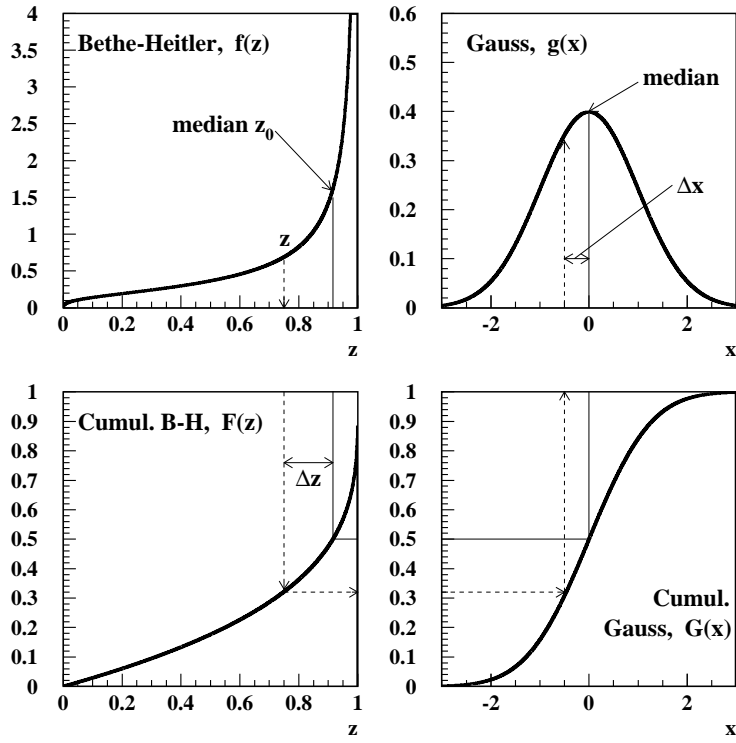 4
3.5
3
2.5
2
1.5
1
0.5
0
Bethe-Heitler, f(z)
median z₀
z
0 0.2 0.4 0.6 0.8 1
z
0.6
0.5
0.4
0.3
0.2
0.1
0
Gauss, g(x)
median
Δx
-2 0 2
x
1
0.9
0.8
0.7
0.6
0.5
0.4
0.3
0.2
0.1
0
Cumul. B-H, F(z)
Δz
0 0.2 0.4 0.6 0.8 1
z
1
0.9
0.8
0.7
0.6
0.5
0.4
0.3
0.2
0.1
0
Cumul.
Gauss, G(x)
-2 0 2
x